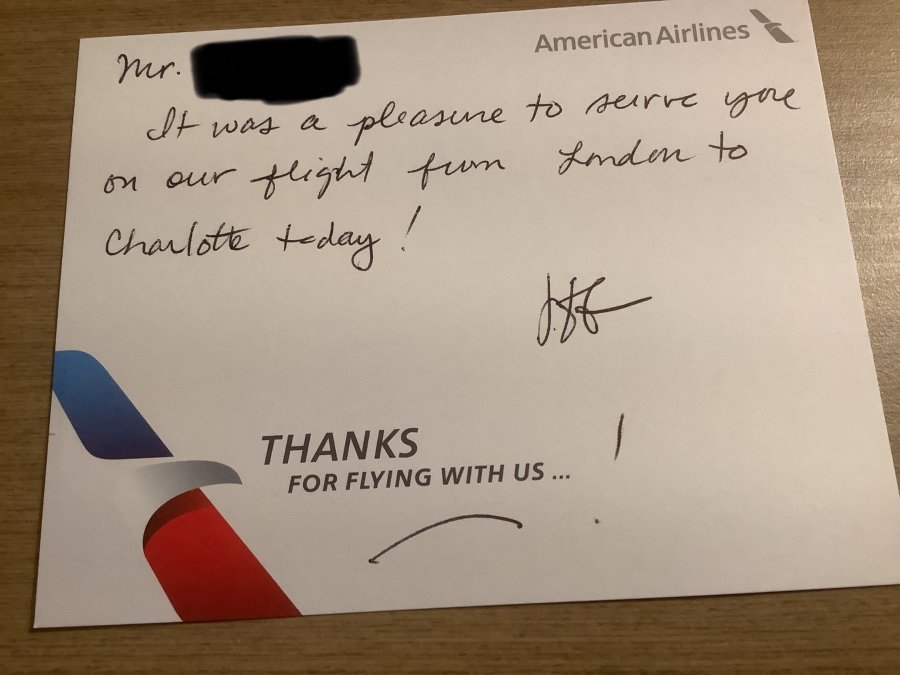 American Airlines
Mr.
It was a pleasure to serve you
on our flight from London to
Charlotte today!
THANKS
FOR FLYING WITH US ... !